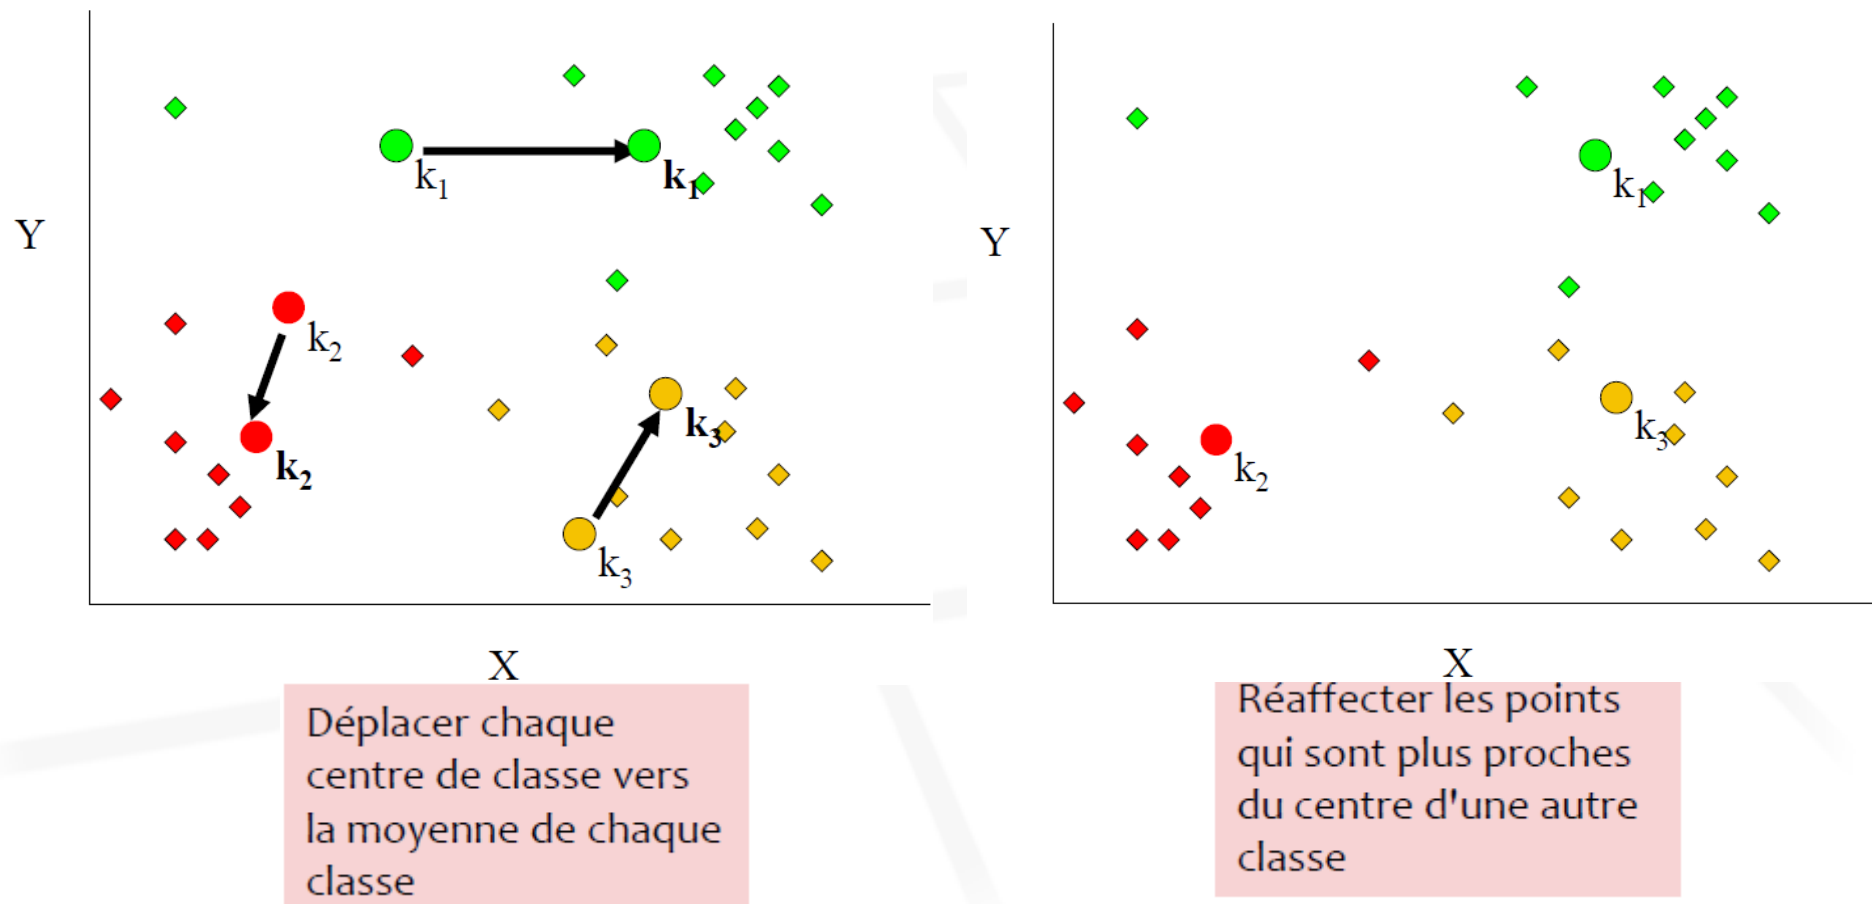 Y
k₁
k₁
k₂
k₂
k₃
k₃
X
Déplacer chaque
centre de classe vers
la moyenne de chaque
classe
Y
k₁
k₂
k₃
X
Réaffecter les points
qui sont plus proches
du centre d'une autre
classe